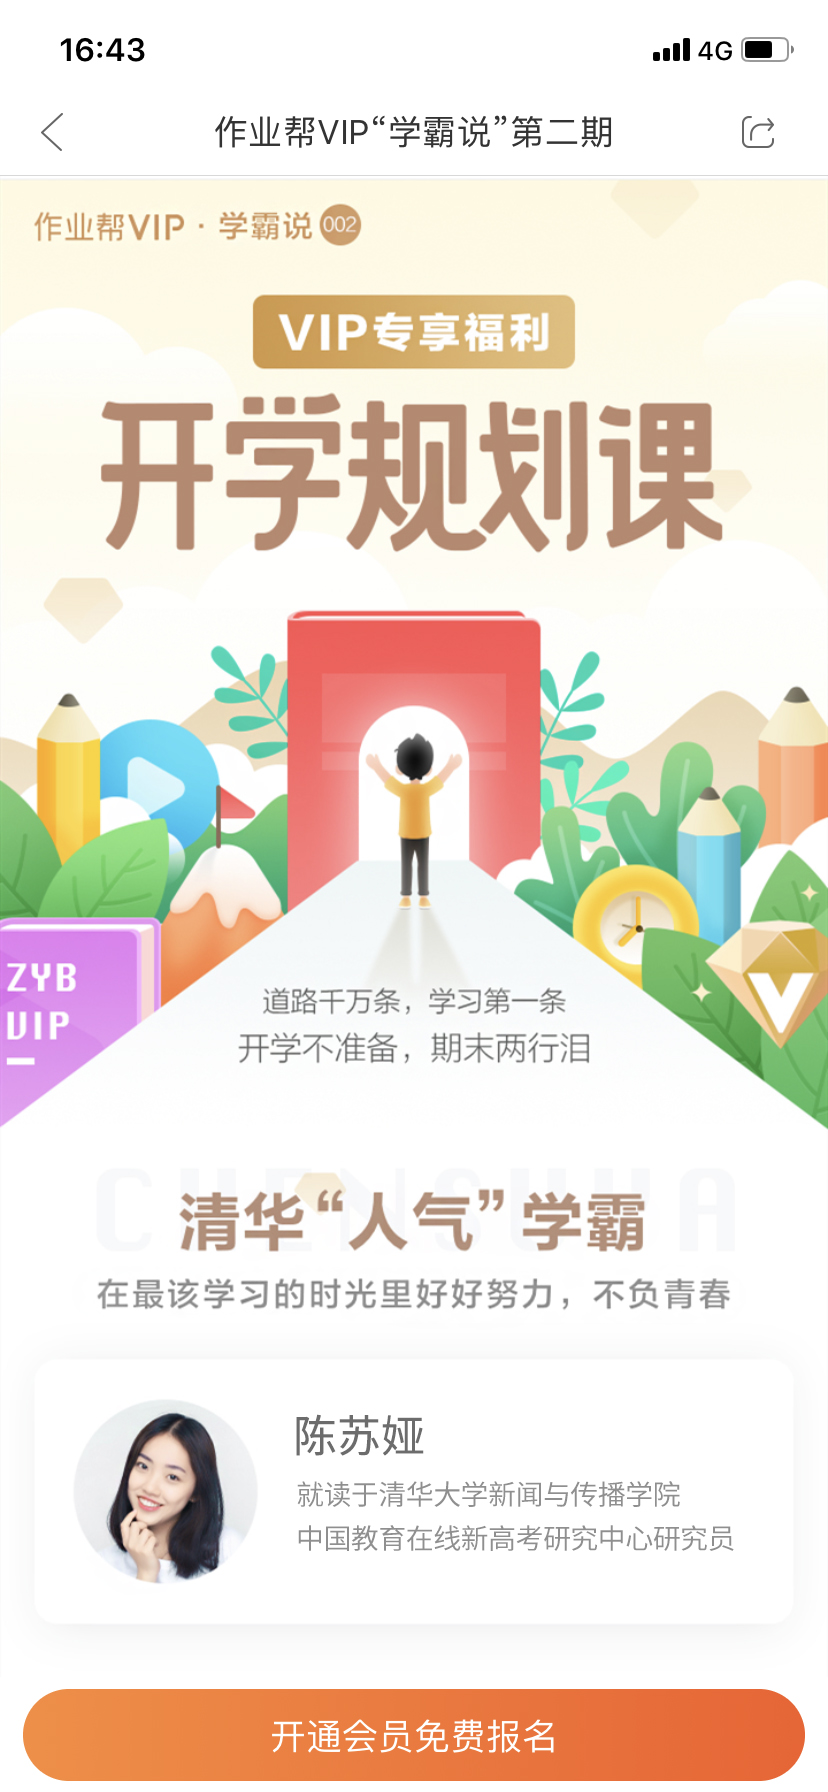 16:43
4G
作业帮VIP“学霸说”第二期
作业帮VIP · 学霸说 002
VIP专享福利
开学规划课
ZYB
VIP
道路千万条，学习第一条
开学不准备，期末两行泪
CHENSUYA
清华“人气”学霸
在最该学习的时光里好好努力，不负青春
陈苏娅
就读于清华大学新闻与传播学院
中国教育在线新高考研究中心研究员
开通会员免费报名